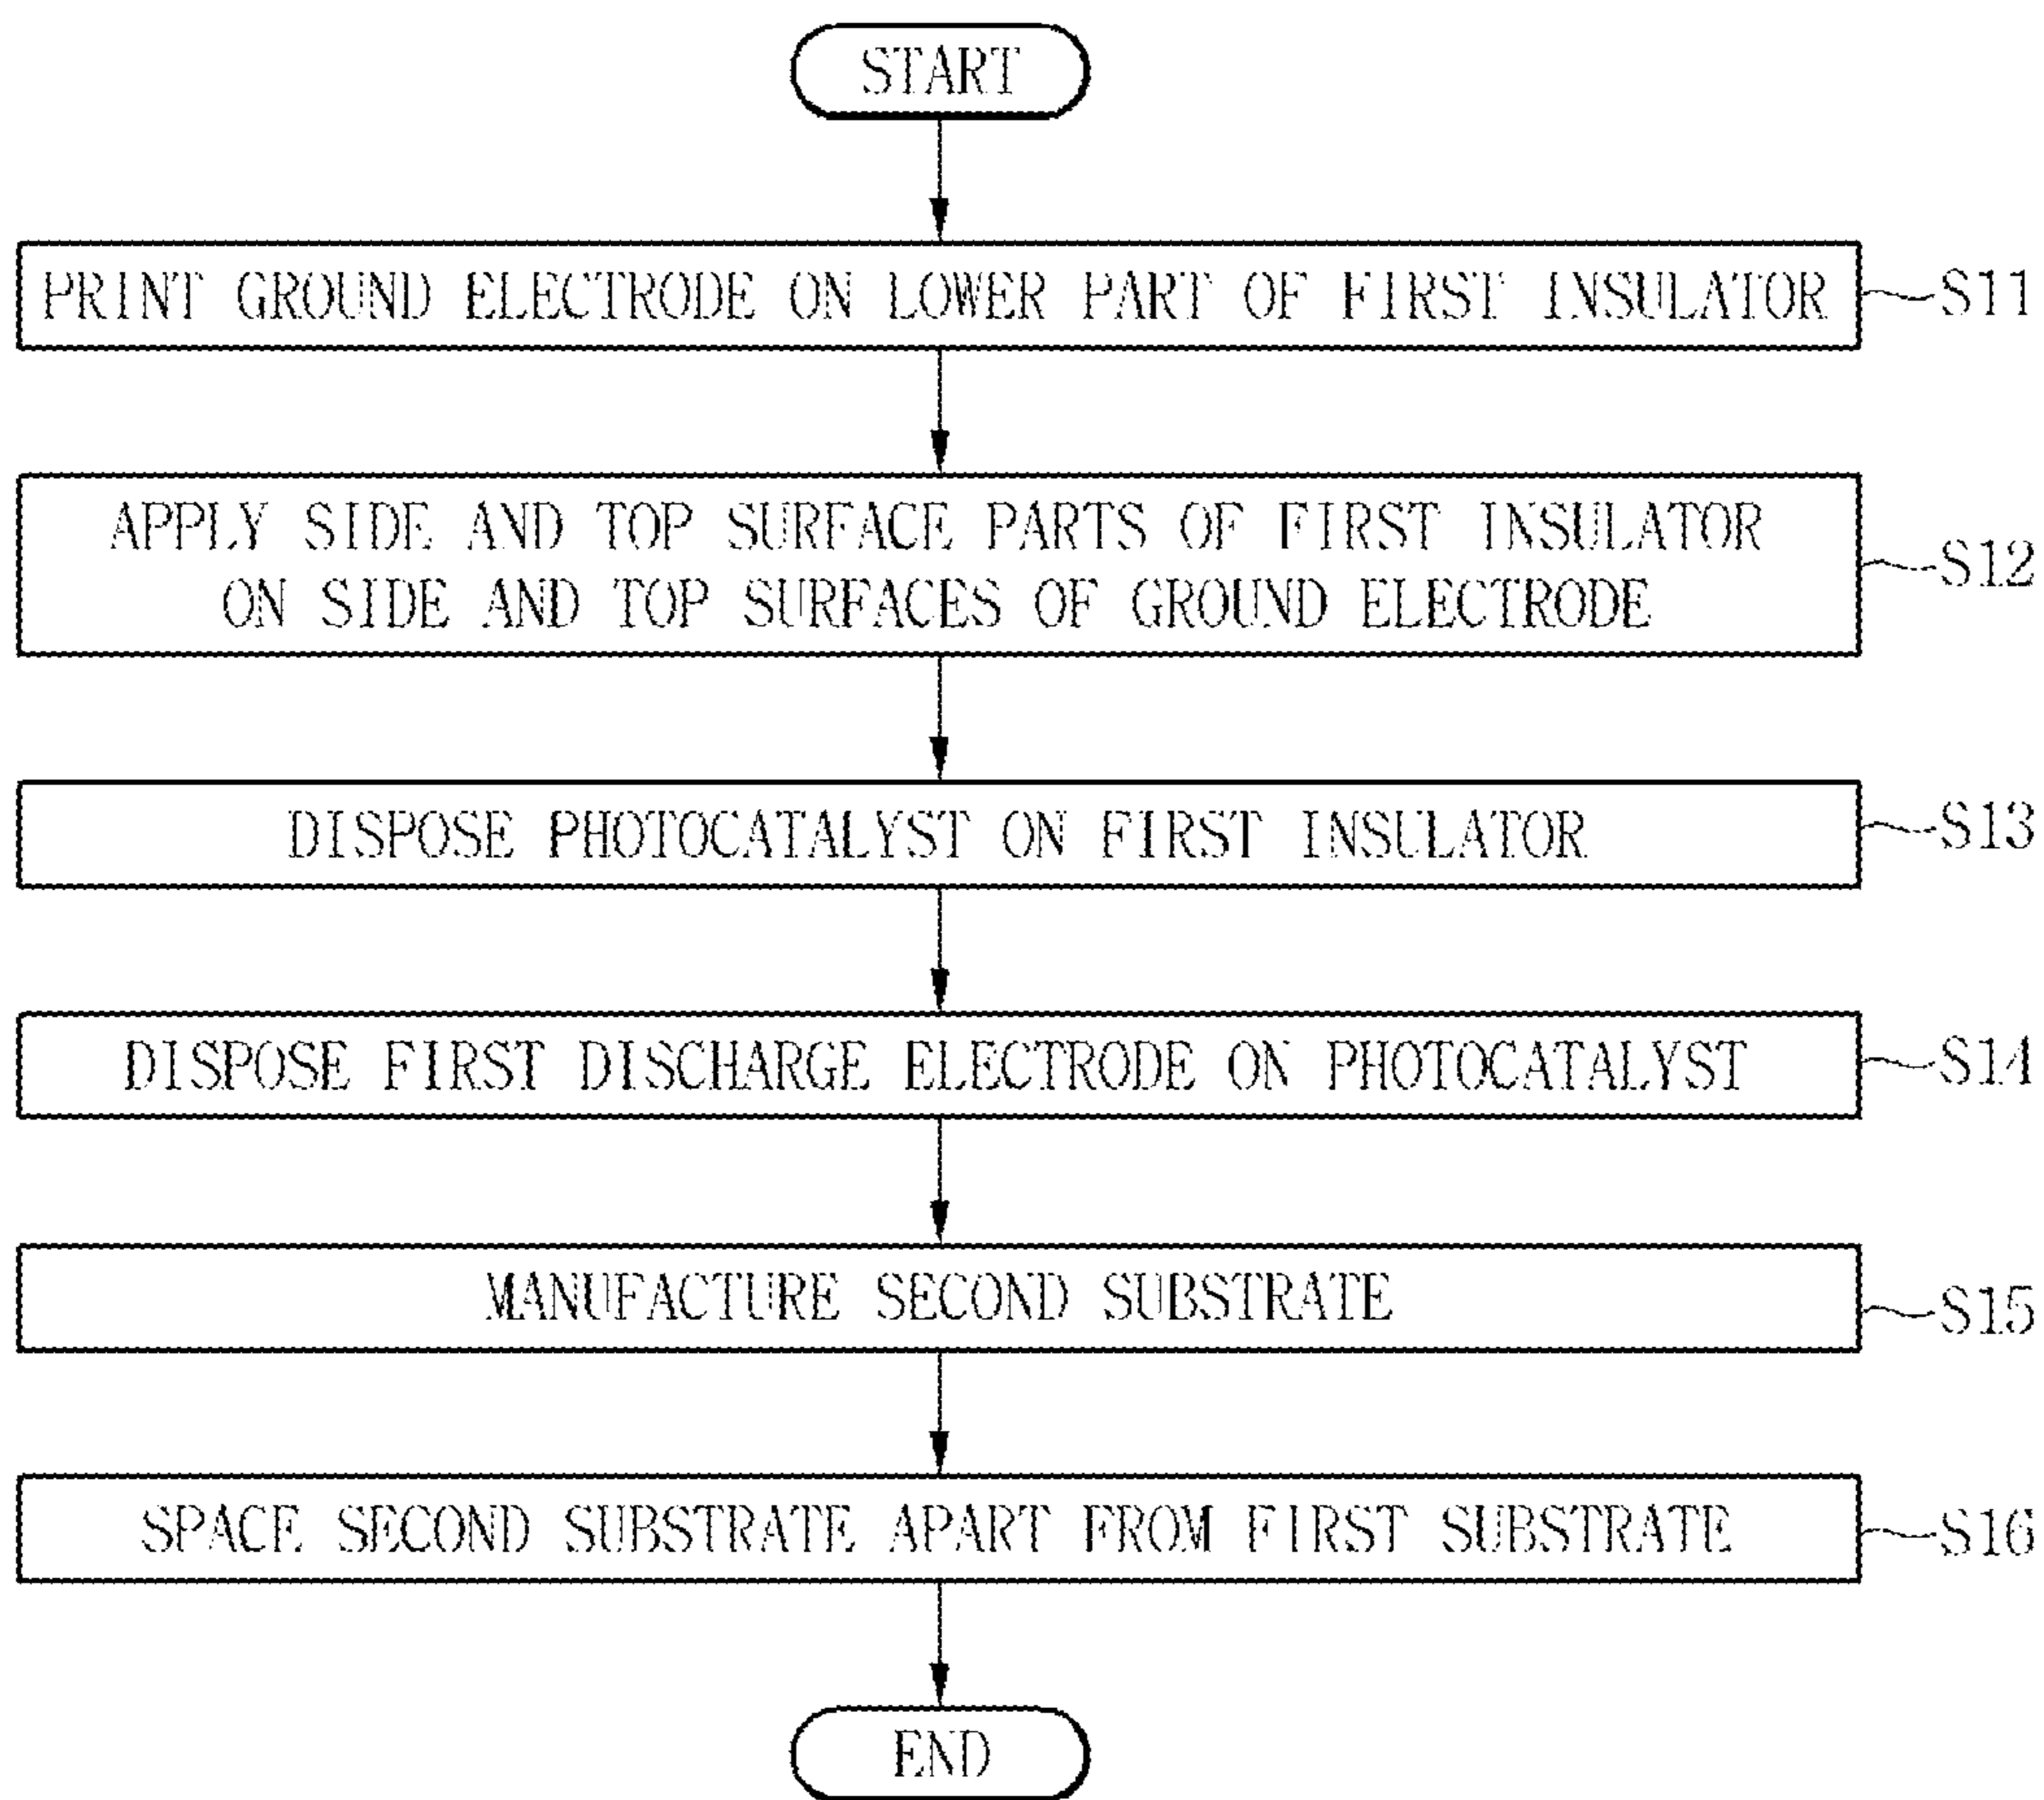 START
PRINT GROUND ELECTRODE ON LOWER PART OF FIRST INSULATOR
S11
APPLY SIDE AND TOP SURFACE PARTS OF FIRST INSULATOR
ON SIDE AND TOP SURFACES OF GROUND ELECTRODE
S12
DISPOSE PHOTOCATALYST ON FIRST INSULATOR
S13
DISPOSE FIRST DISCHARGE ELECTRODE ON PHOTOCATALYST
S14
MANUFACTURE SECOND SUBSTRATE
S15
SPACE SECOND SUBSTRATE APART FROM FIRST SUBSTRATE
S16
END